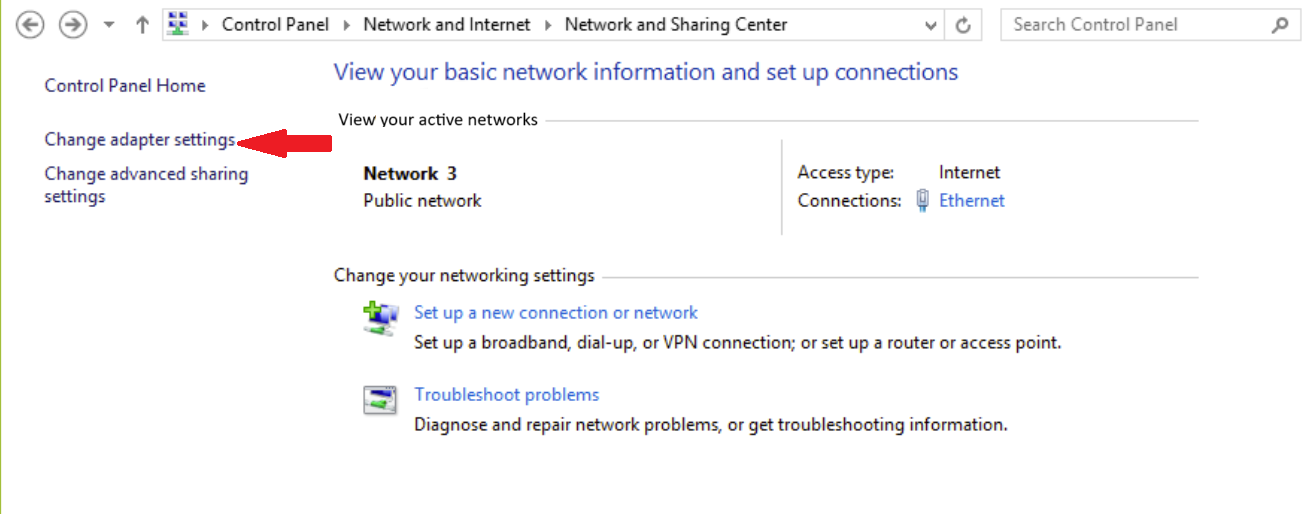 Control Panel Network and Internet Network and Sharing Center Search Control Panel
Control Panel Home
Change adapter settings
Change advanced sharing
settings
View your basic network information and set up connections
View your active networks
Network 3
Public network
Access type: Internet
Connections: Ethernet
Change your networking settings
Set up a new connection or network
Set up a broadband, dial-up, or VPN connection; or set up a router or access point.
Troubleshoot problems
Diagnose and repair network problems, or get troubleshooting information.